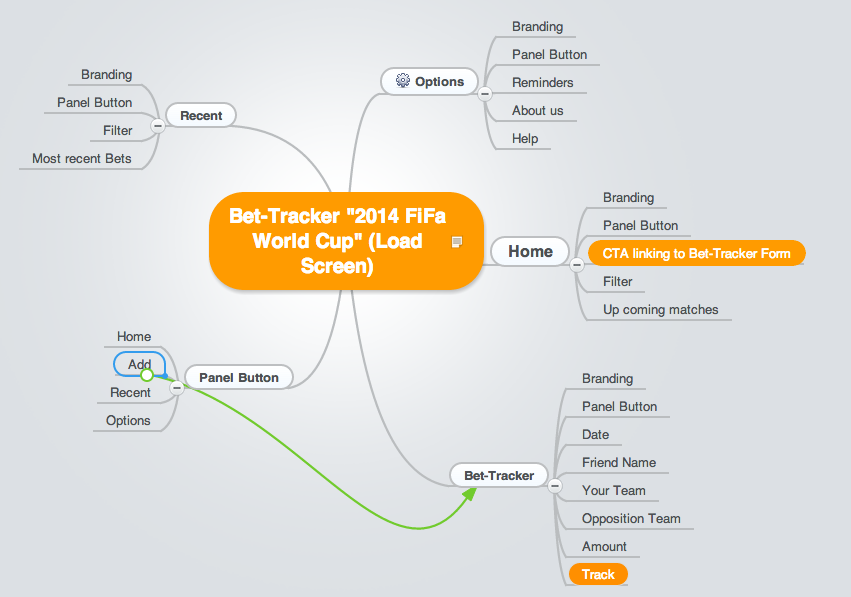 Bet-Tracker "2014 FiFa
World Cup" (Load
Screen)
Options
Branding
Panel Button
Reminders
About us
Help
Recent
Branding
Panel Button
Filter
Most recent Bets
Home
Branding
Panel Button
CTA linking to Bet-Tracker Form
Filter
Up coming matches
Panel Button
Home
Add
Recent
Options
Bet-Tracker
Branding
Panel Button
Date
Friend Name
Your Team
Opposition Team
Amount
Track